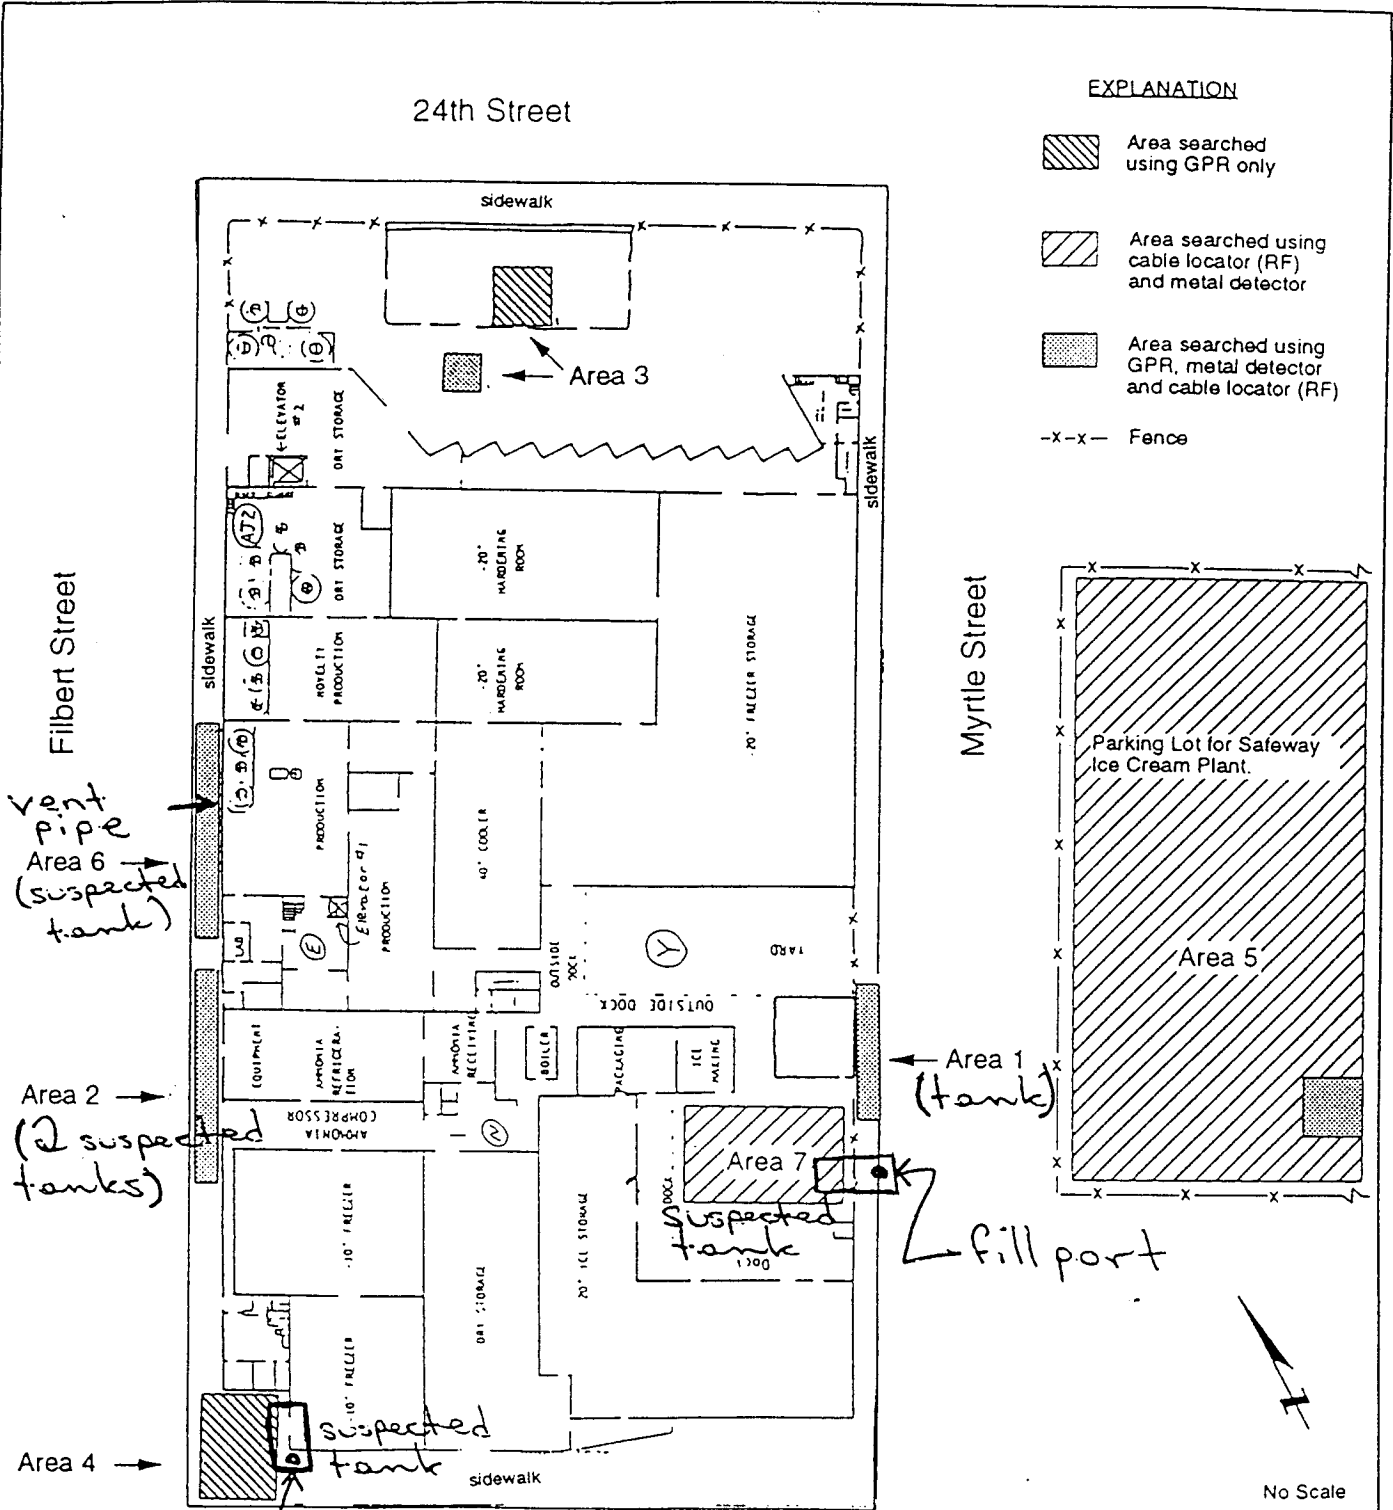 24th Street
EXPLANATION
Area searched
using GPR only
Area searched using
cable locator (RF)
and metal detector
Area searched using
GPR, metal detector
and cable locator (RF)
-x-x- Fence
sidewalk
Area 3
ELEVATOR
#2
DRY STORAGE
sidewalk
AJ2
DRY STORAGE
-20°
HARDENING
ROOM
Filbert Street
sidewalk
NOVELTY
PRODUCTION
-20°
HARDENING
ROOM
-20° FREEZER STORAGE
Myrtle Street
Parking Lot for Safeway
Ice Cream Plant.
vent
pipe
Area 6
(suspected
tank)
PRODUCTION
Elevator #1
PRODUCTION
40° COOLER
LAB
E
OUTSIDE
DOCK
Y
YARD
Area 5
OUTSIDE DOCK
EQUIPMENT
AMMONIA
REFRIGERA-
TION
AMMONIA
RECEIVING
BOILER
PACKAGING
ICE
MAKING
Area 1
(tank)
Area 2
(2 suspected
tanks)
AMMONIA
COMPRESSOR
N
Area 7
DOCK
Suspected
tank
DOCK
fill port
-10° FREEZER
20° ICE STORAGE
DRY STORAGE
-10° FREEZER
suspected
tank
Area 4
sidewalk
No Scale